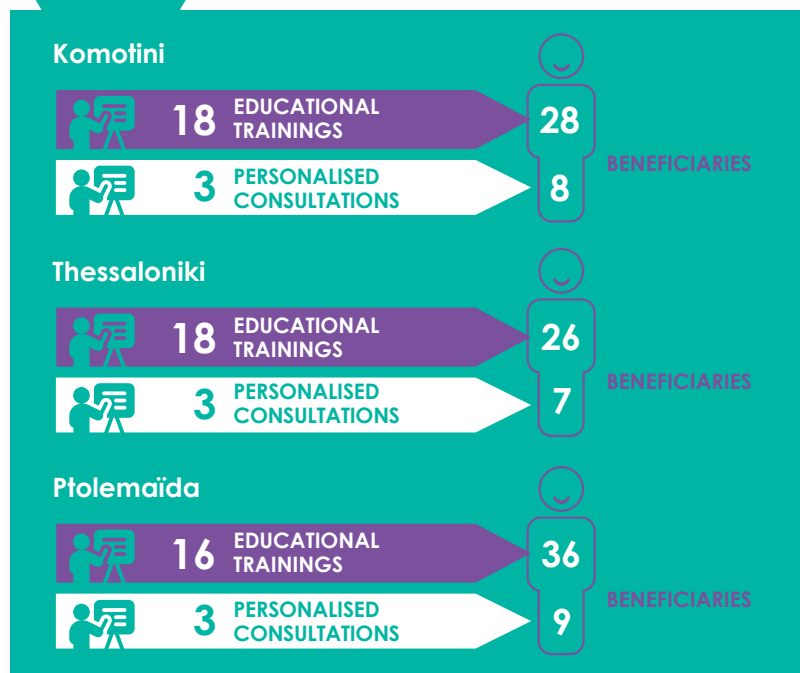 Komotini
18 EDUCATIONAL
TRAININGS
28
3 PERSONALISED
CONSULTATIONS
8
BENEFICIARIES
Thessaloniki
18 EDUCATIONAL
TRAININGS
26
3 PERSONALISED
CONSULTATIONS
7
BENEFICIARIES
Ptolemaïda
16 EDUCATIONAL
TRAININGS
36
3 PERSONALISED
CONSULTATIONS
9
BENEFICIARIES